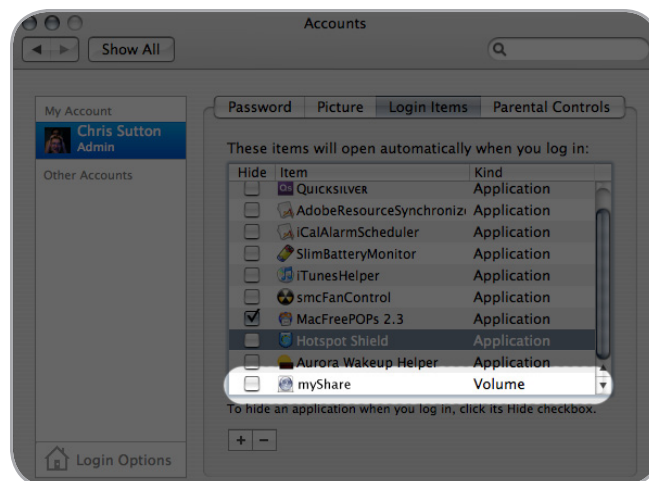 Accounts
Show All
My Account
Chris Sutton
Admin
Other Accounts
Login Options
Password Picture Login Items Parental Controls
These items will open automatically when you log in:
Hide Item Kind
Qs QUICKSILVER Application
AdobeResourceSynchroniz Application
iCalAlarmScheduler Application
SlimBatteryMonitor Application
iTunesHelper Application
smcFanControl Application
MacFreePOPs 2.3 Application
Hotspot Shield Application
Aurora Wakeup Helper Application
myShare Volume
To hide an application when you log in, click its Hide checkbox.
+ −